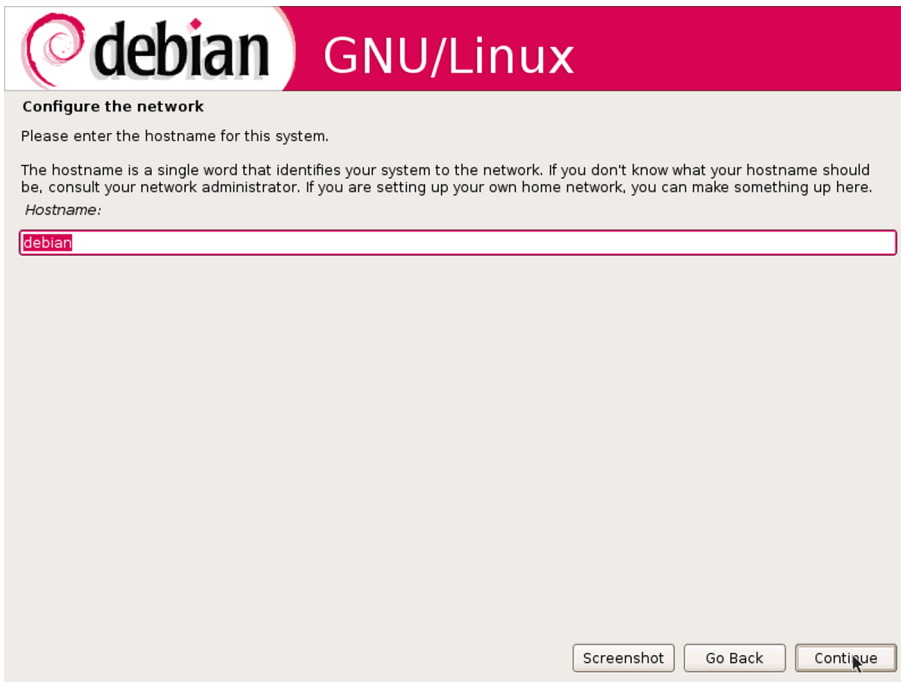 debian GNU/Linux
Configure the network
Please enter the hostname for this system.
The hostname is a single word that identifies your system to the network. If you don't know what your hostname should
be, consult your network administrator. If you are setting up your own home network, you can make something up here.
Hostname:
debian
Screenshot Go Back Continue